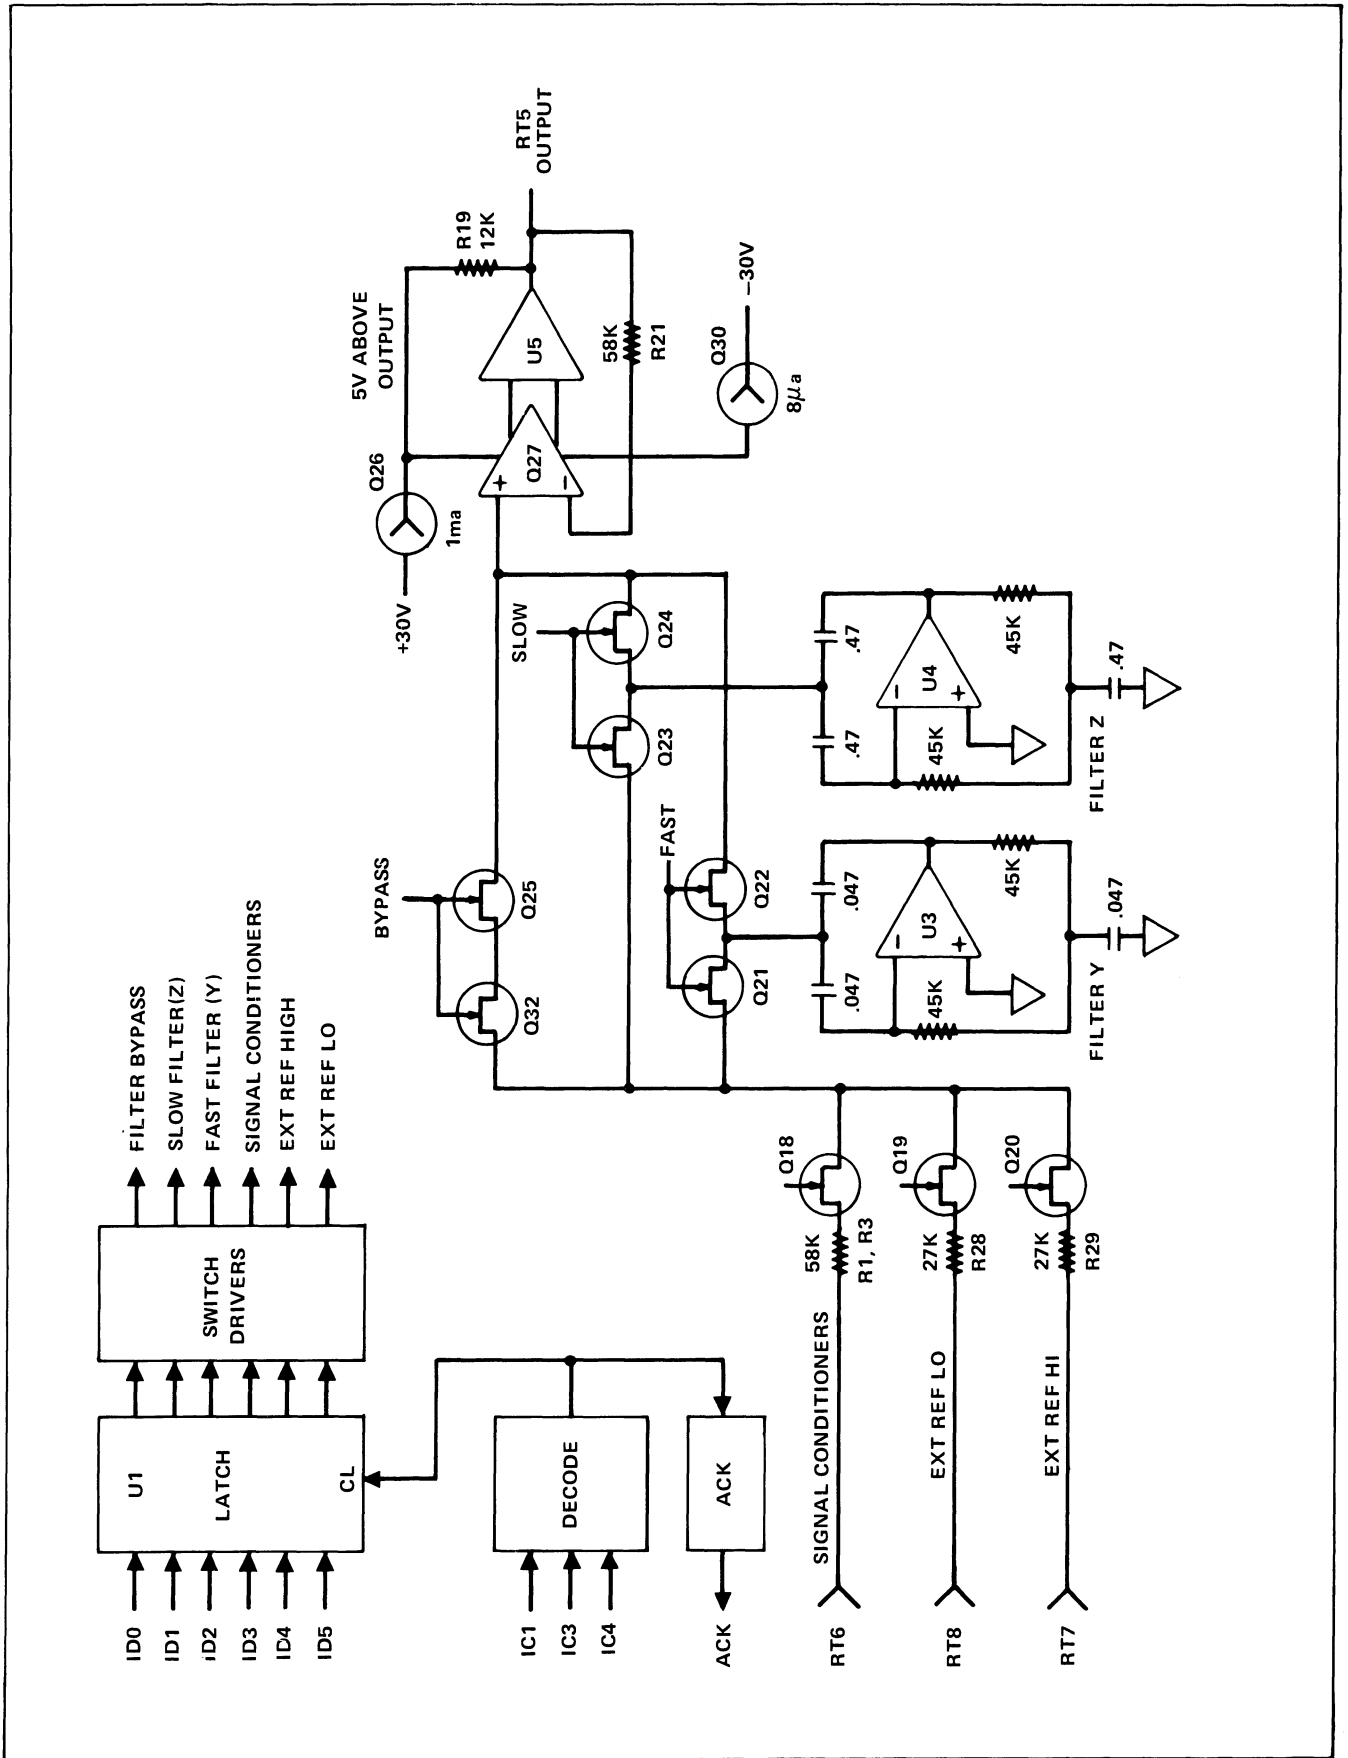 ID0
ID1
ID2
ID3
ID4
ID5
U1
LATCH
CL
SWITCH
DRIVERS
FILTER BYPASS
SLOW FILTER(Z)
FAST FILTER (Y)
SIGNAL CONDITIONERS
EXT REF HIGH
EXT REF LO
IC1
IC3
IC4
DECODE
ACK
ACK
BYPASS
Q32
Q25
+30V
Q26
1ma
5V ABOVE
OUTPUT
R19
12K
RT5
OUTPUT
+
−
Q27
U5
58K
R21
Q30
−30V
8µa
SLOW
Q23
Q24
FAST
Q21
Q22
RT6
SIGNAL CONDITIONERS
58K
R1, R3
Q18
RT8
EXT REF LO
27K
R28
Q19
RT7
EXT REF HI
27K
R29
Q20
.047
.047
−
+
U3
45K
45K
.047
FILTER Y
.47
.47
−
+
U4
45K
45K
.47
FILTER Z